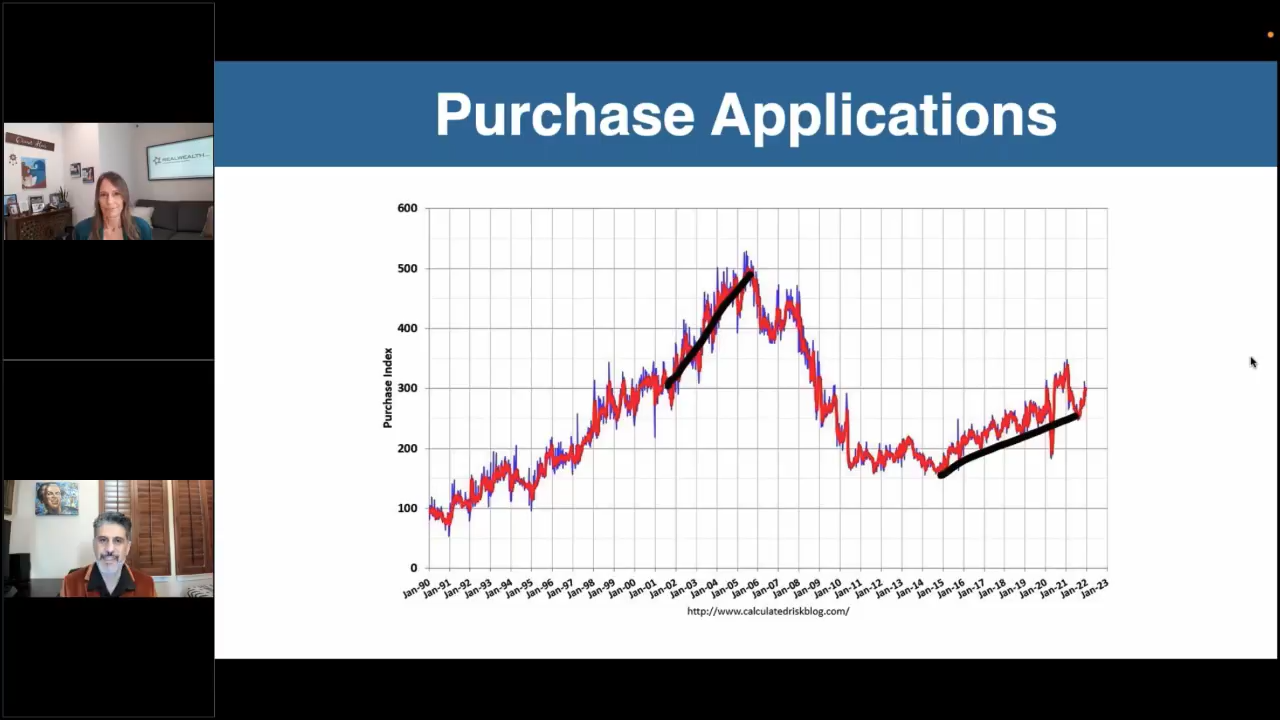 Purchase Applications
REALWEALTH
600
500
400
300
200
100
0
Purchase Index
Jan-90
Jan-91
Jan-92
Jan-93
Jan-94
Jan-95
Jan-96
Jan-97
Jan-98
Jan-99
Jan-00
Jan-01
Jan-02
Jan-03
Jan-04
Jan-05
Jan-06
Jan-07
Jan-08
Jan-09
Jan-10
Jan-11
Jan-12
Jan-13
Jan-14
Jan-15
Jan-16
Jan-17
Jan-18
Jan-19
Jan-20
Jan-21
Jan-22
Jan-23
http://www.calculatedriskblog.com/